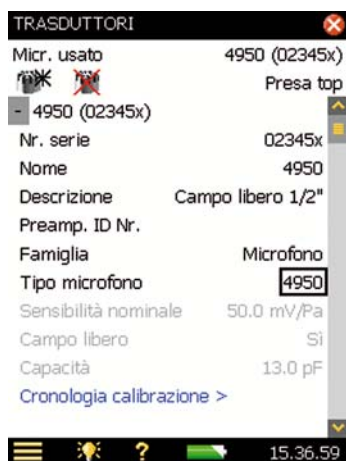 TRASDUTTORI
Micr. usato 4950 (02345x)
Presa top
- 4950 (02345x)
Nr. serie 02345x
Nome 4950
Descrizione Campo libero 1/2"
Preamp. ID Nr.
Famiglia Microfono
Tipo microfono 4950
Sensibilità nominale 50.0 mV/Pa
Campo libero Sì
Capacità 13.0 pF
Cronologia calibrazione >
? 15.36.59